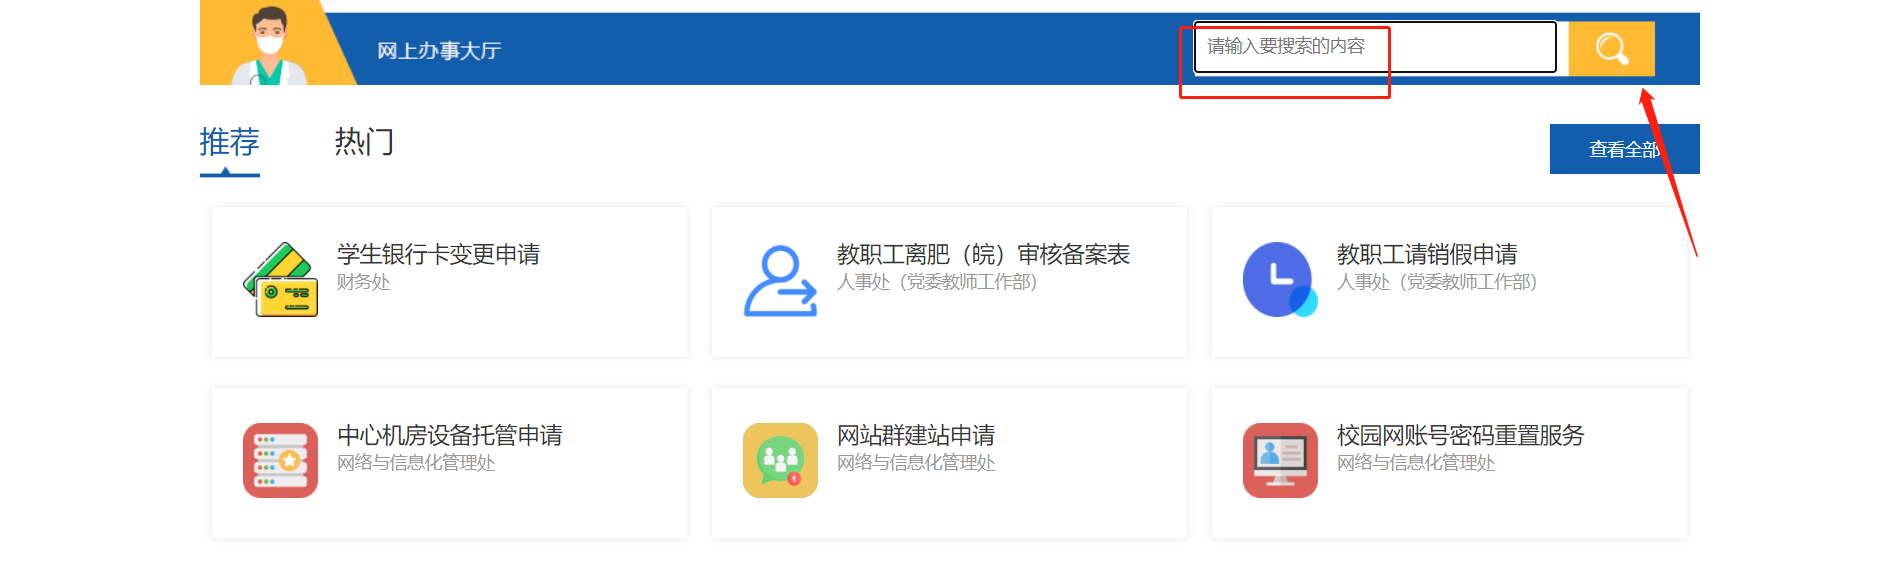 网上办事大厅
请输入要搜索的内容
推荐
热门
查看全部
学生银行卡变更申请
财务处
教职工离肥（皖）审核备案表
人事处（党委教师工作部）
教职工请销假申请
人事处（党委教师工作部）
中心机房设备托管申请
网络与信息化管理处
网站群建站申请
网络与信息化管理处
1
校园网账号密码重置服务
网络与信息化管理处